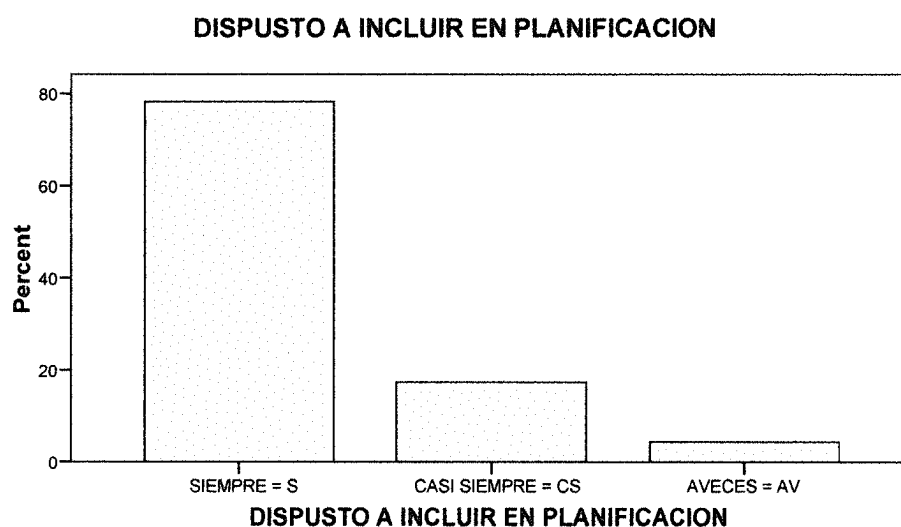 DISPUSTO A INCLUIR EN PLANIFICACION
80
60
40
20
0
Percent
SIEMPRE = S
CASI SIEMPRE = CS
AVECES = AV
DISPUSTO A INCLUIR EN PLANIFICACION